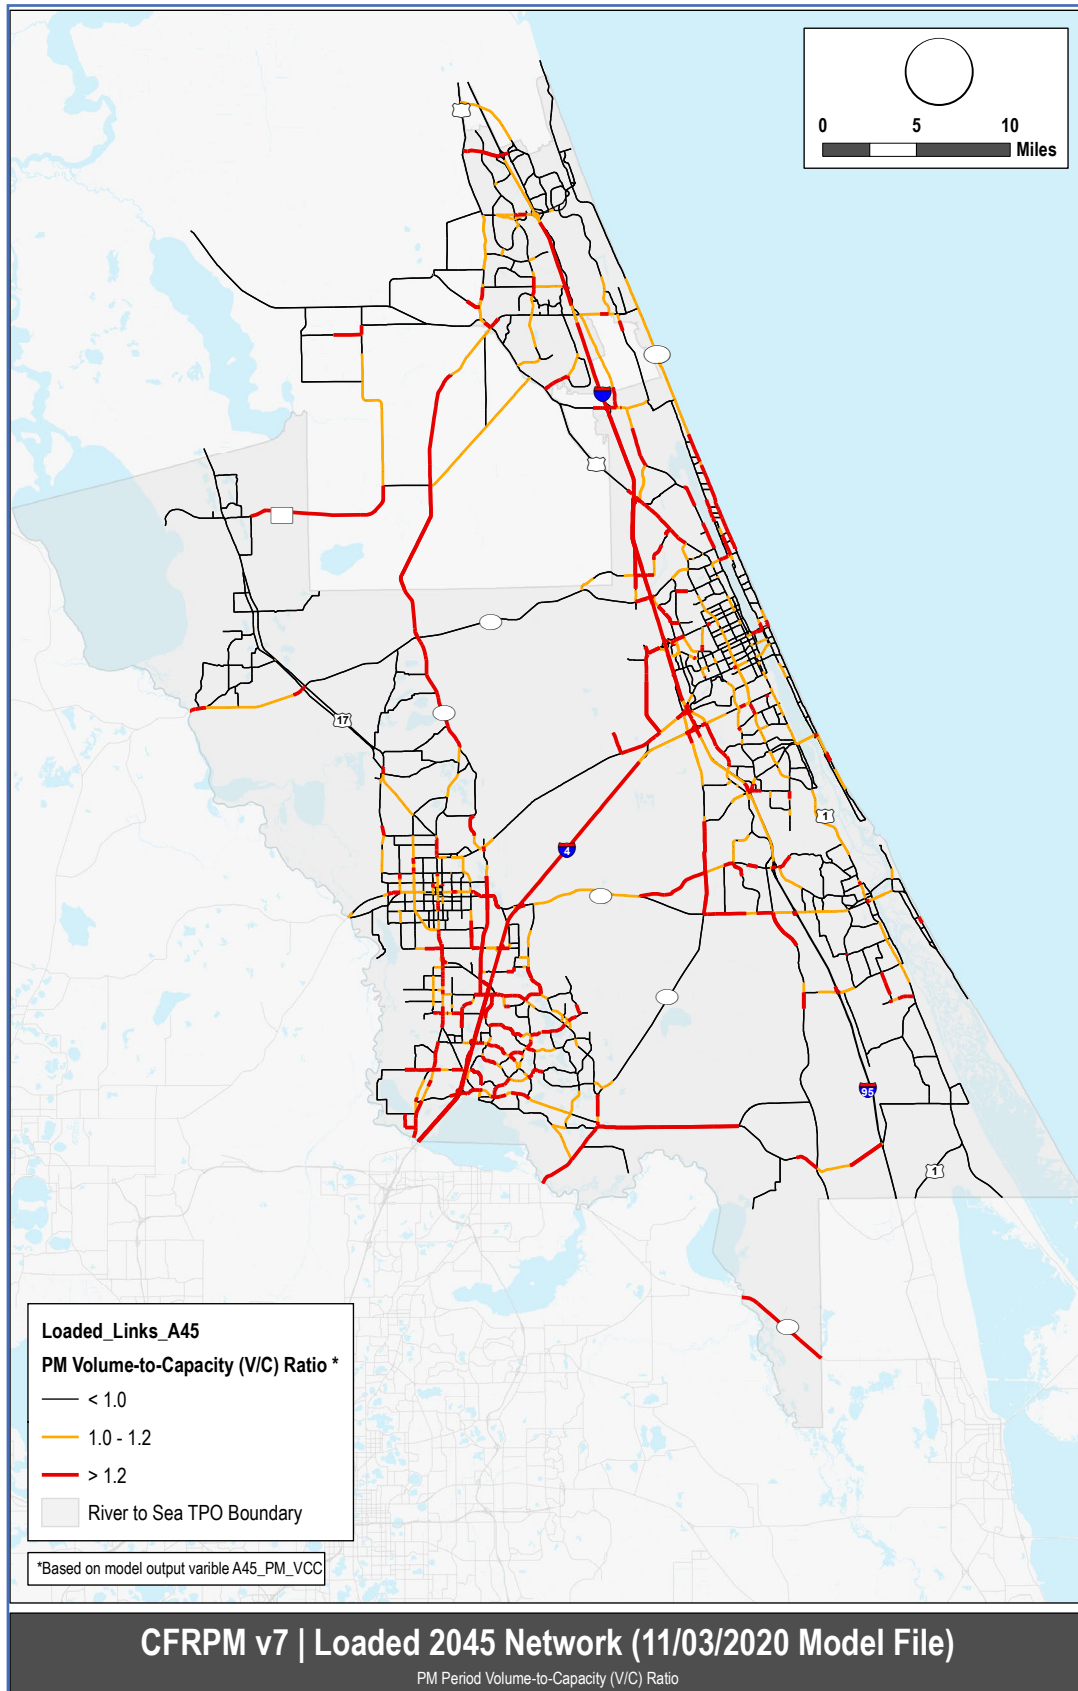 0 5 10
Miles
17
1
4
95
1
Loaded_Links_A45
PM Volume-to-Capacity (V/C) Ratio *
< 1.0
1.0 - 1.2
> 1.2
River to Sea TPO Boundary
*Based on model output varible A45_PM_VCC
CFRPM v7 | Loaded 2045 Network (11/03/2020 Model File)
PM Period Volume-to-Capacity (V/C) Ratio